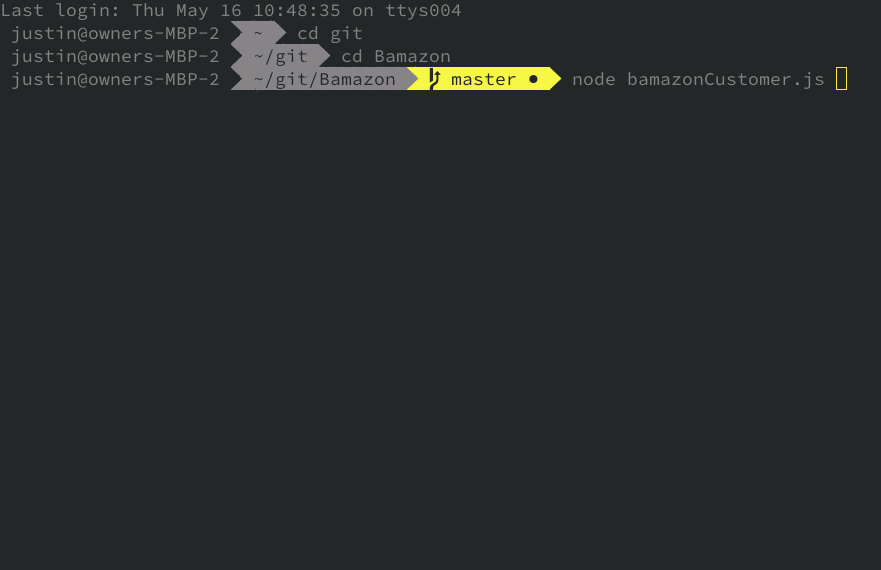 Last login: Thu May 16 10:48:35 on ttys004
justin@owners-MBP-2 ~ cd git
justin@owners-MBP-2 ~/git cd Bamazon
justin@owners-MBP-2 ~/git/Bamazon master ● node bamazonCustomer.js